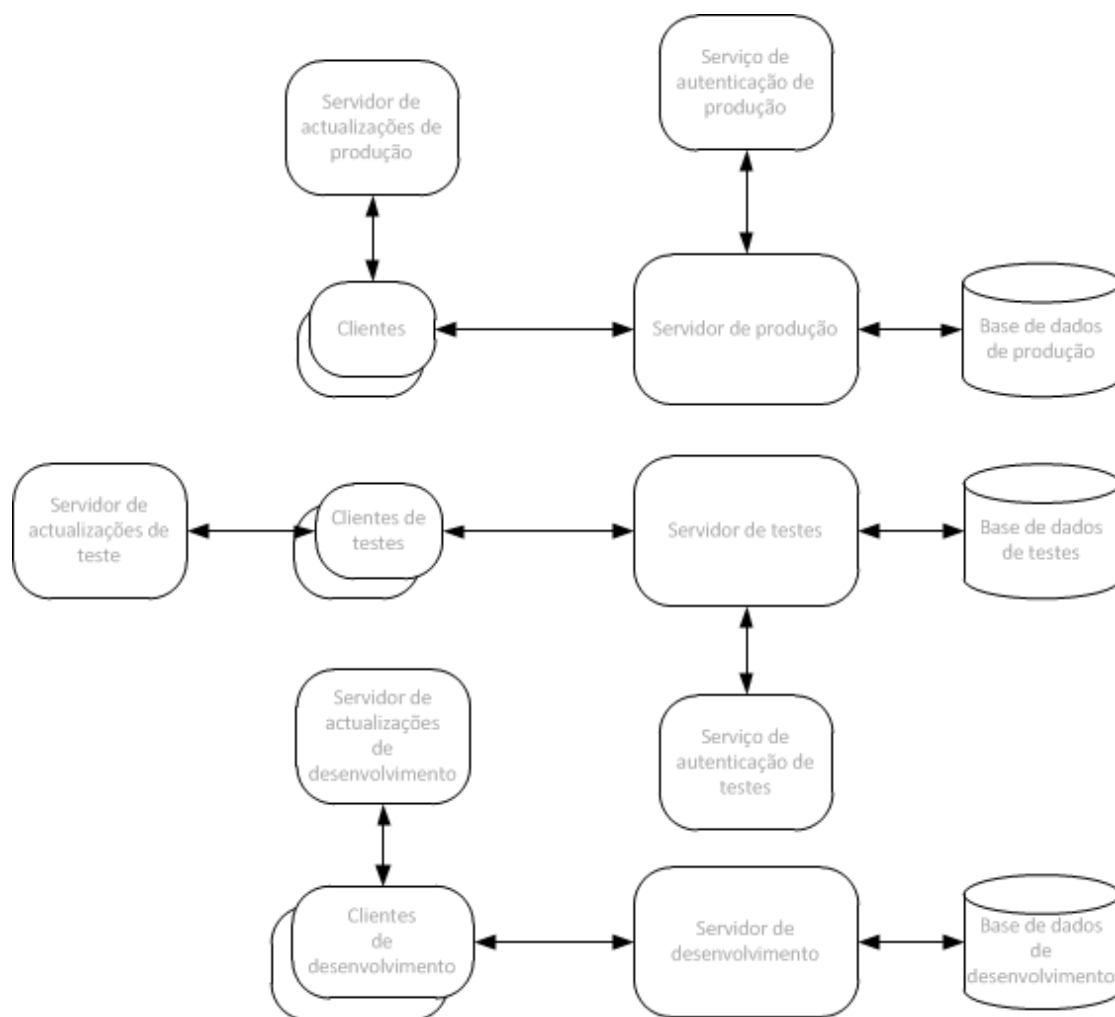 Serviço de
autenticação de
produção
Servidor de
actualizações de
produção
Clientes
Servidor de produção
Base de dados
de produção
Servidor de
actualizações de
teste
Clientes de
testes
Servidor de testes
Base de dados
de testes
Servidor de
actualizações
de
desenvolvimento
Serviço de
autenticação de
testes
Clientes
de
desenvolvimento
Servidor de
desenvolvimento
Base de dados
de
desenvolvimento